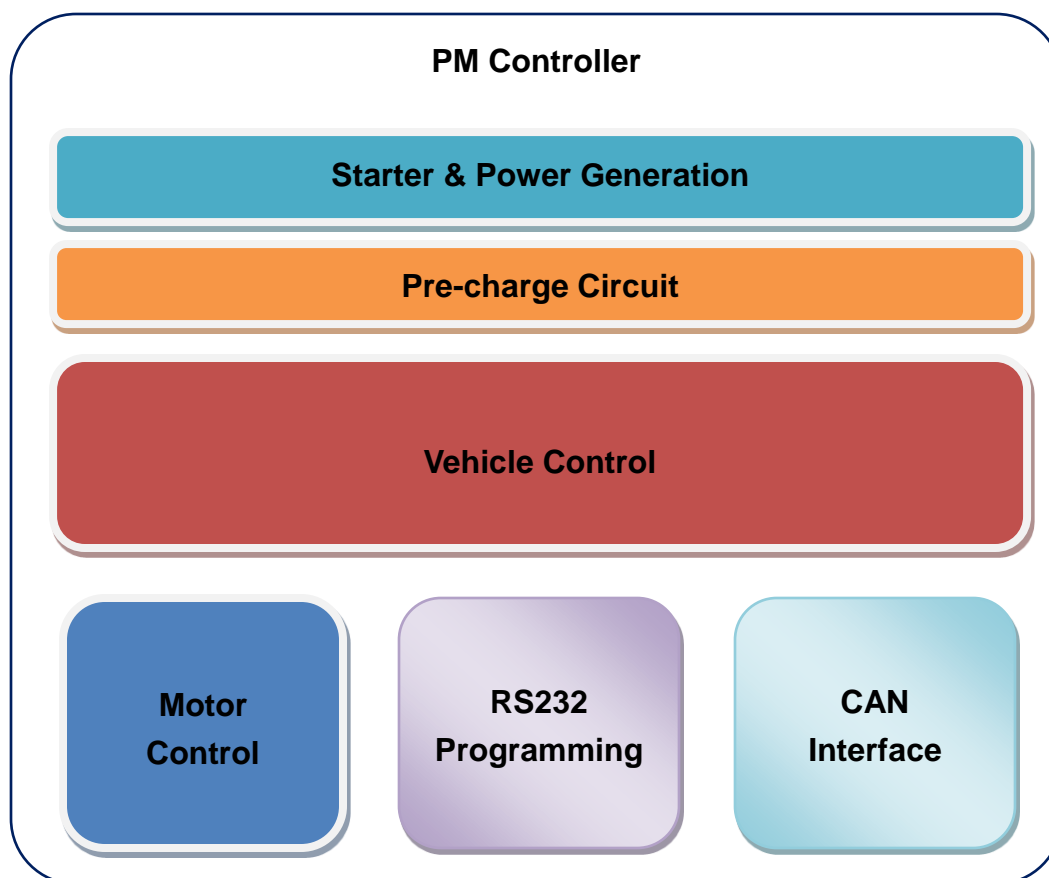 PM Controller
Starter & Power Generation
Pre-charge Circuit
Vehicle Control
Motor
Control
RS232
Programming
CAN
Interface